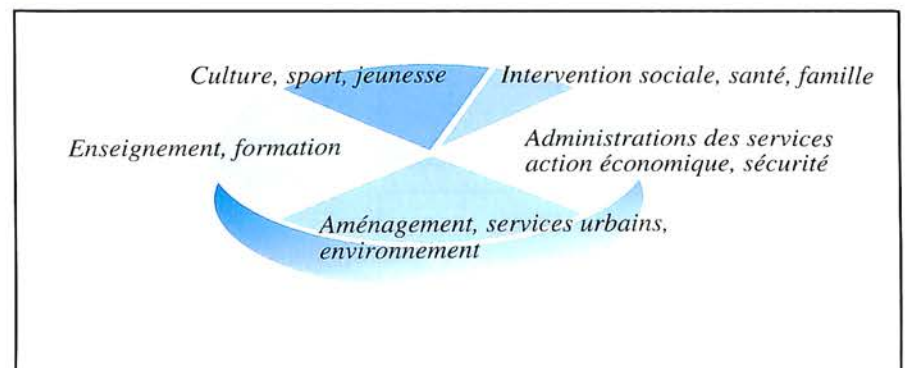 Culture, sport, jeunesse
Intervention sociale, santé, famille
Enseignement, formation
Administrations des services
action économique, sécurité
Aménagement, services urbains,
environnement